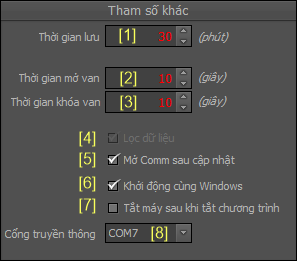 Tham số khác
Thời gian lưu [1] 30 (phút)
Thời gian mở van [2] 10 (giây)
Thời gian khóa van [3] 10 (giây)
[4] Lọc dữ liệu
[5] Mở Comm sau cập nhật
[6] Khởi động cùng Windows
[7] Tắt máy sau khi tắt chương trình
Cổng truyền thông COM7 [8]